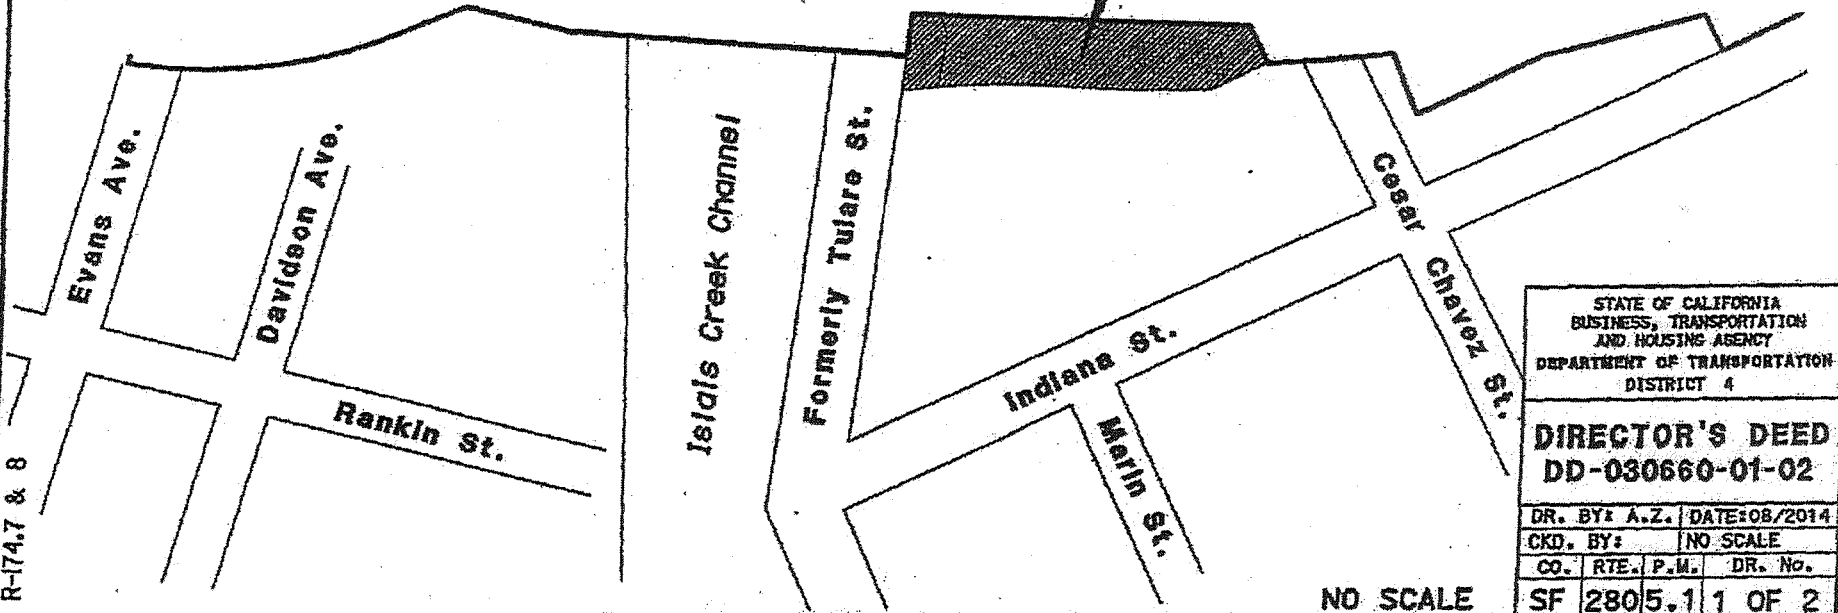 Evans Ave.
Davidson Ave.
Rankin St.
Islais Creek Channel
Formerly Tulare St.
Indiana St.
Marin St.
Cesar Chavez St.
R-174.7 & 8
NO SCALE
STATE OF CALIFORNIA
BUSINESS, TRANSPORTATION
AND HOUSING AGENCY
DEPARTMENT OF TRANSPORTATION
DISTRICT 4
DIRECTOR'S DEED
DD-030660-01-02
DR. BY: A.Z. DATE:08/2014
CKD. BY: NO SCALE
CO. RTE. P.M. DR. No.
SF 280 5.1 1 OF 2